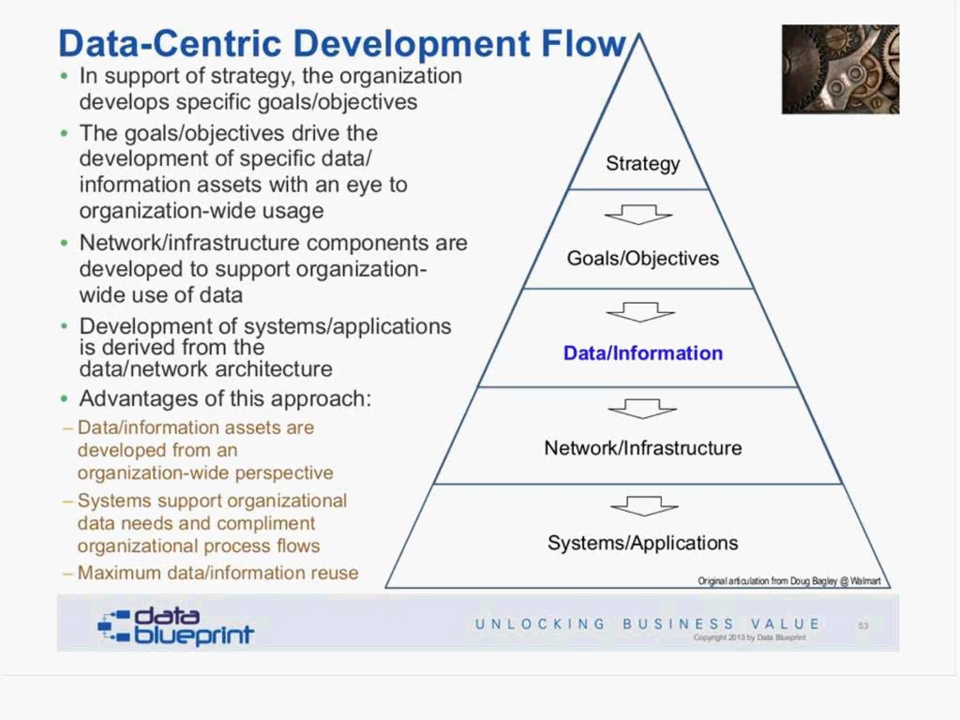 Data-Centric Development Flow
• In support of strategy, the organization
develops specific goals/objectives
• The goals/objectives drive the
development of specific data/
information assets with an eye to
organization-wide usage
• Network/infrastructure components are
developed to support organization-
wide use of data
• Development of systems/applications
is derived from the
data/network architecture
• Advantages of this approach:
– Data/information assets are
developed from an
organization-wide perspective
– Systems support organizational
data needs and compliment
organizational process flows
– Maximum data/information reuse
Strategy
Goals/Objectives
Data/Information
Network/Infrastructure
Systems/Applications
Original articulation from Doug Bagley @ Walmart
data
blueprint
UNLOCKING BUSINESS VALUE
Copyright 2013 by Data Blueprint
53